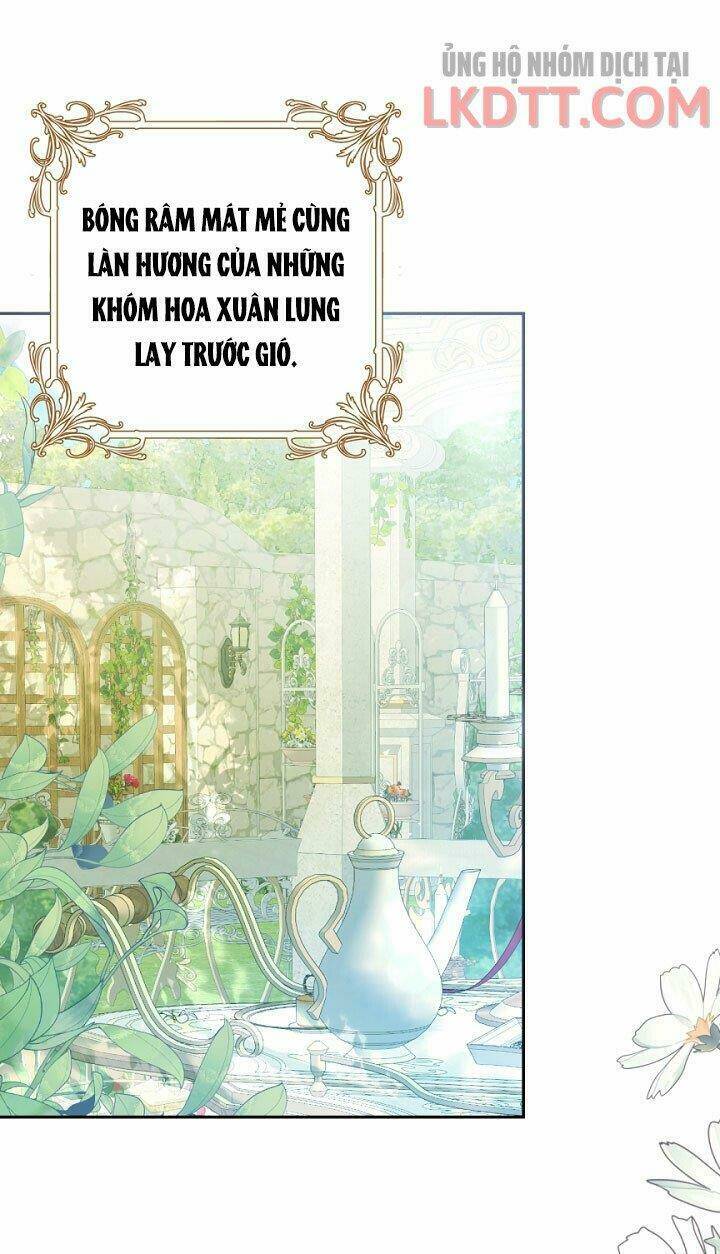 ỦNG HỘ NHÓM DỊCH TẠI
LKDTT.COM
BÓNG RÂM MÁT MẺ CÙNG
LÀN HƯƠNG CỦA NHỮNG
KHÓM HOA XUÂN LUNG
LAY TRƯỚC GIÓ.